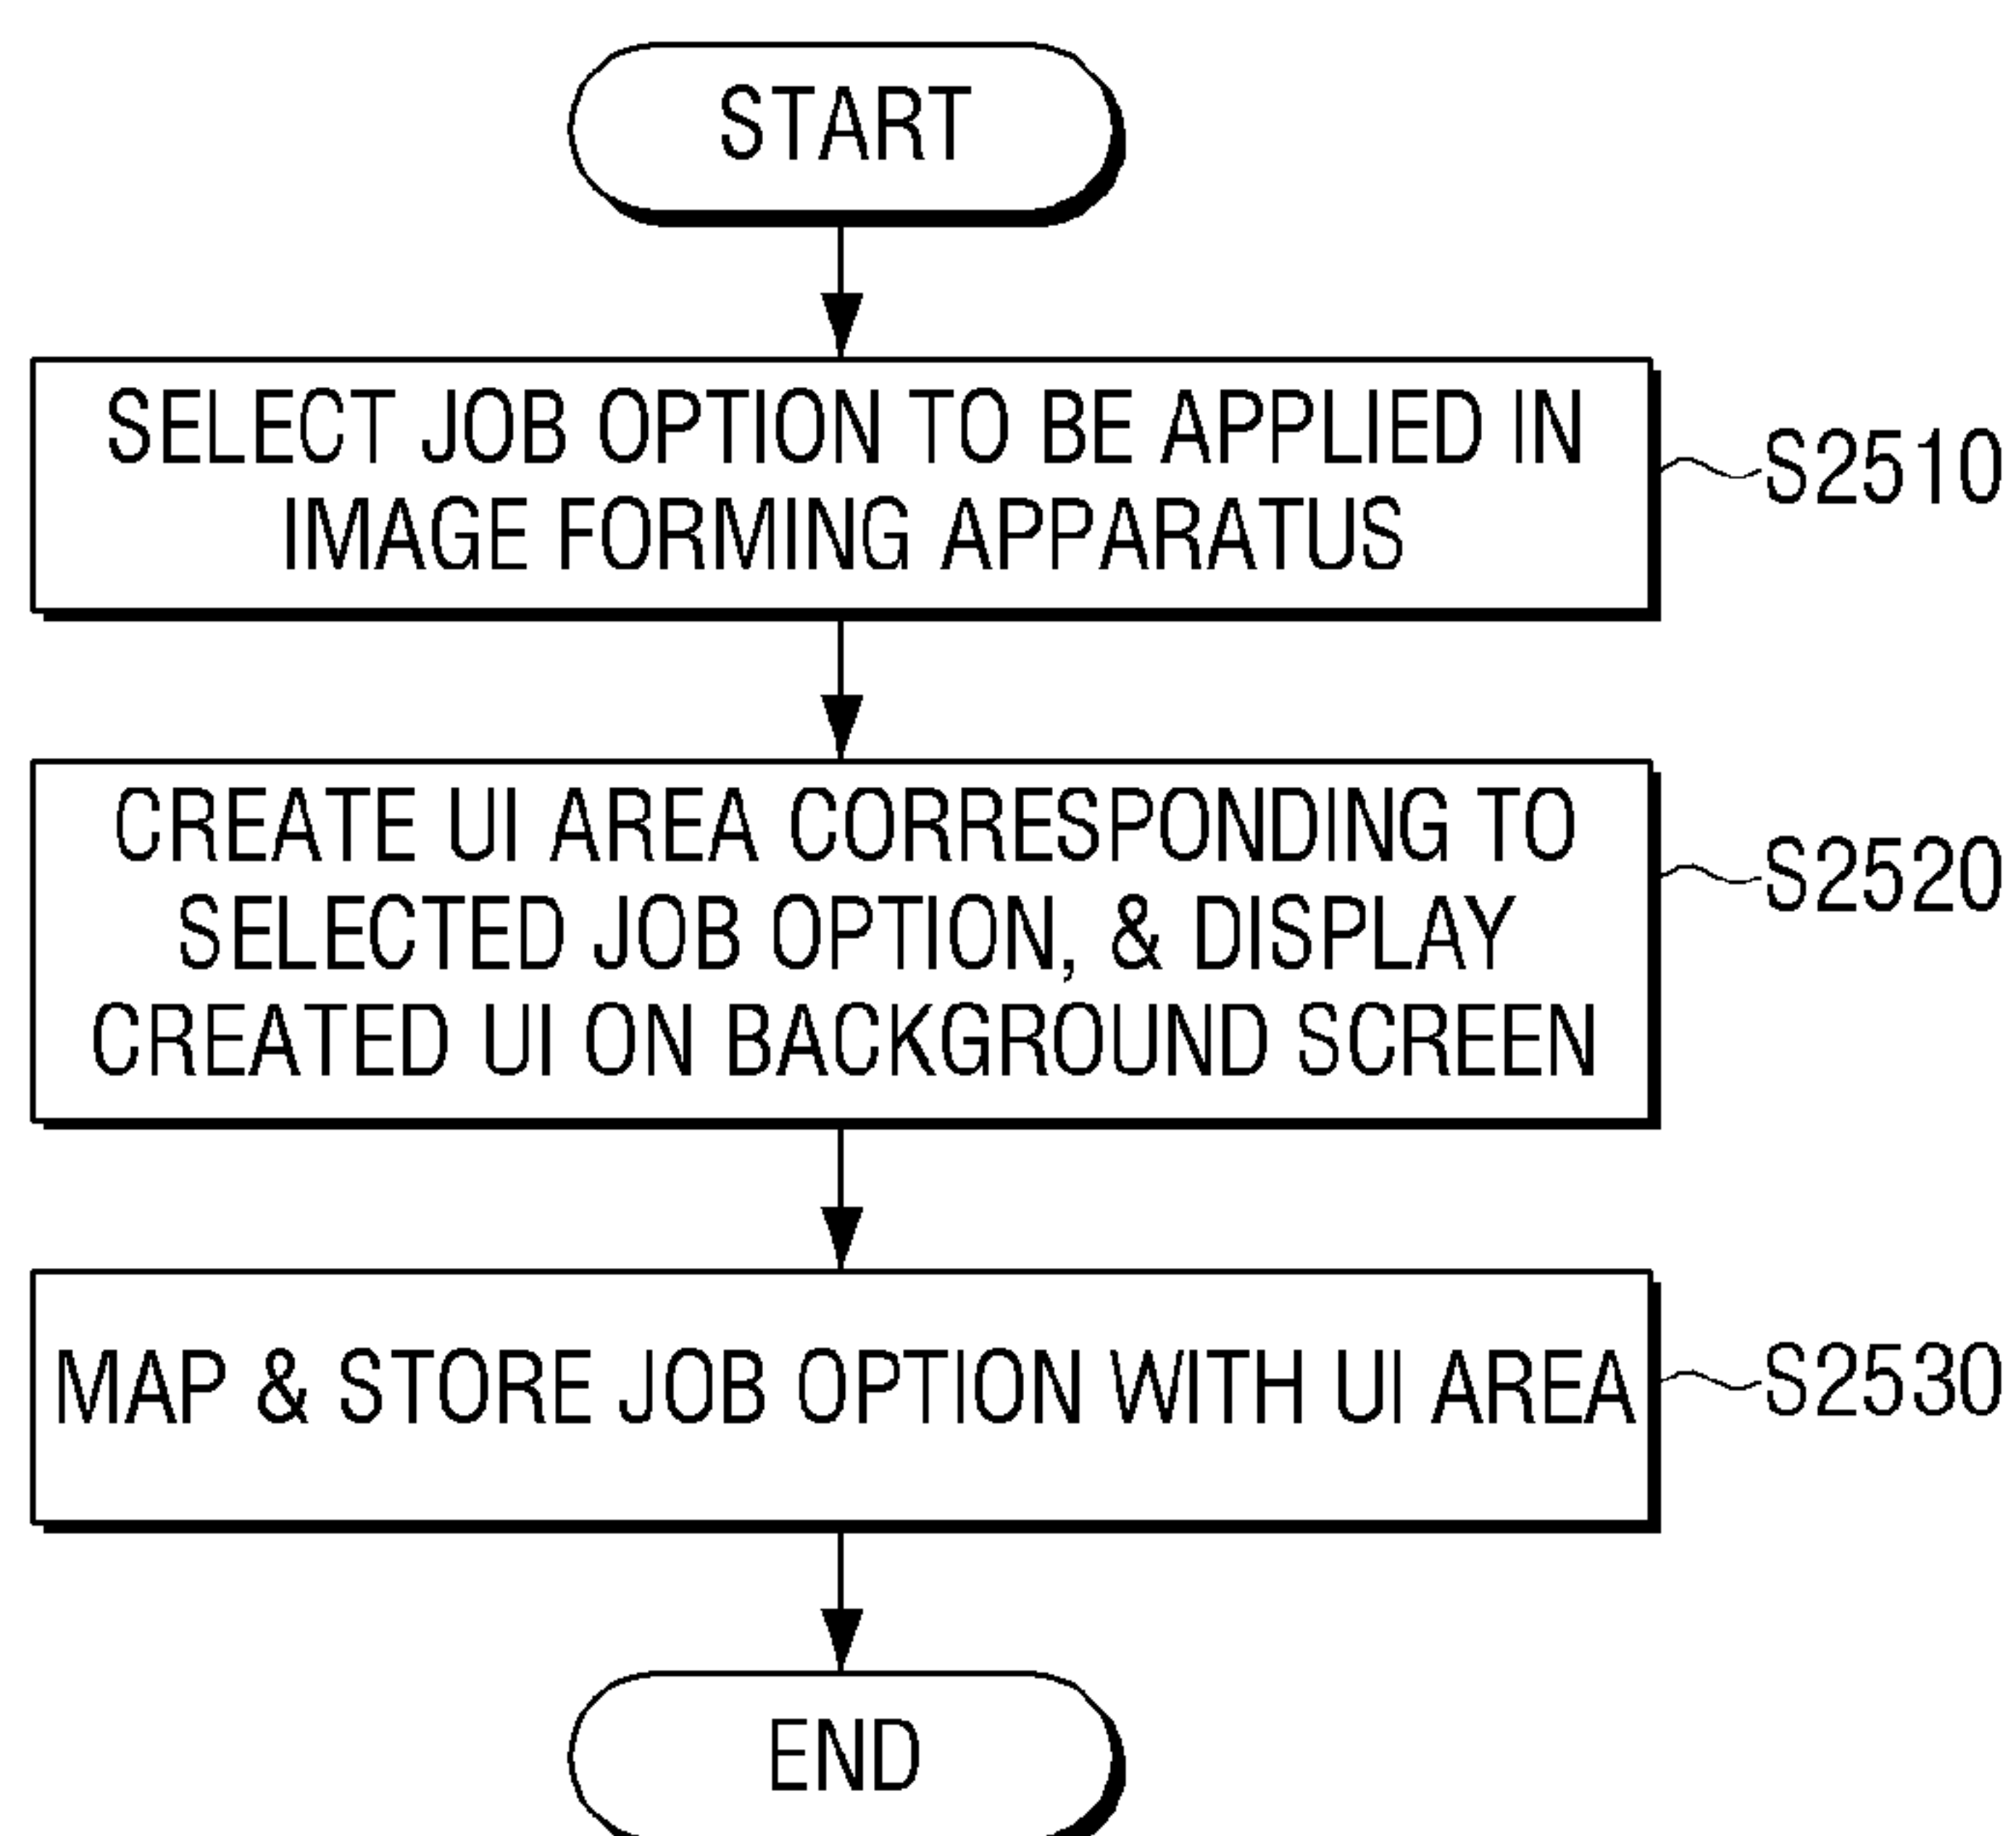 START
SELECT JOB OPTION TO BE APPLIED IN
IMAGE FORMING APPARATUS
S2510
CREATE UI AREA CORRESPONDING TO
SELECTED JOB OPTION, & DISPLAY
CREATED UI ON BACKGROUND SCREEN
S2520
MAP & STORE JOB OPTION WITH UI AREA
S2530
END